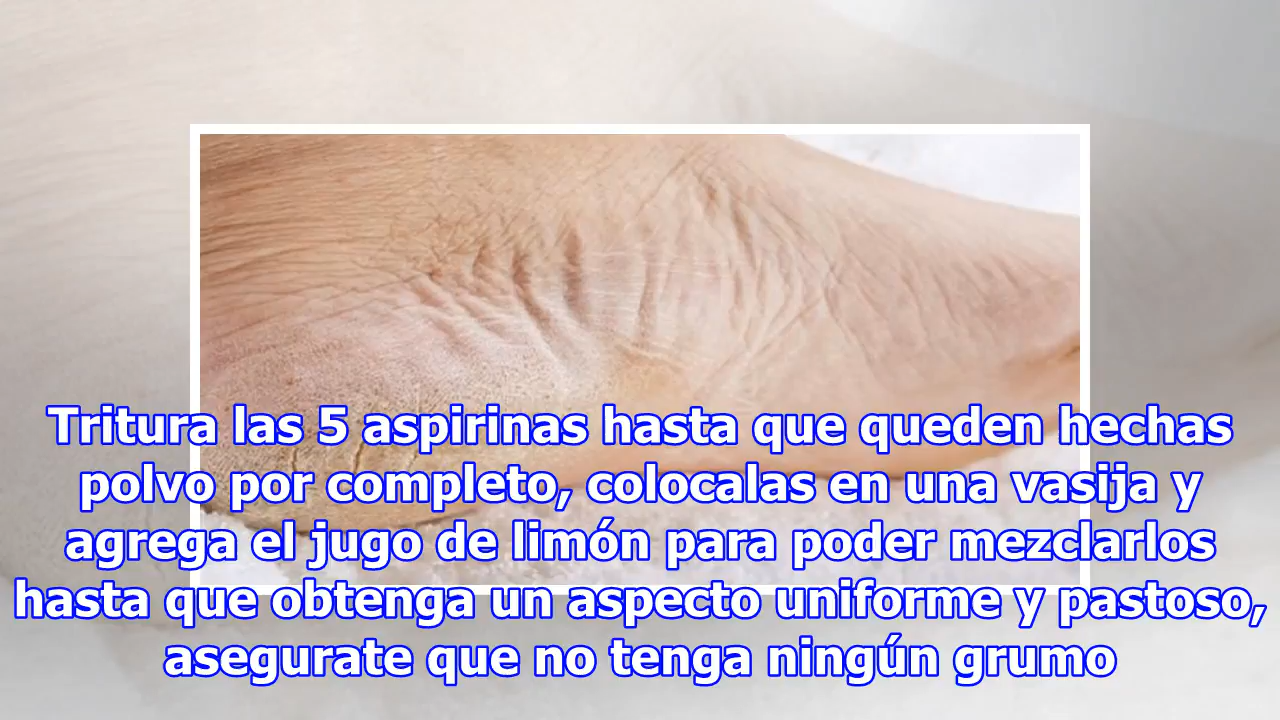 Tritura las 5 aspirinas hasta que queden hechas
polvo por completo, colocalas en una vasija y
agrega el jugo de limón para poder mezclarlos
hasta que obtenga un aspecto uniforme y pastoso,
asegurate que no tenga ningún grumo